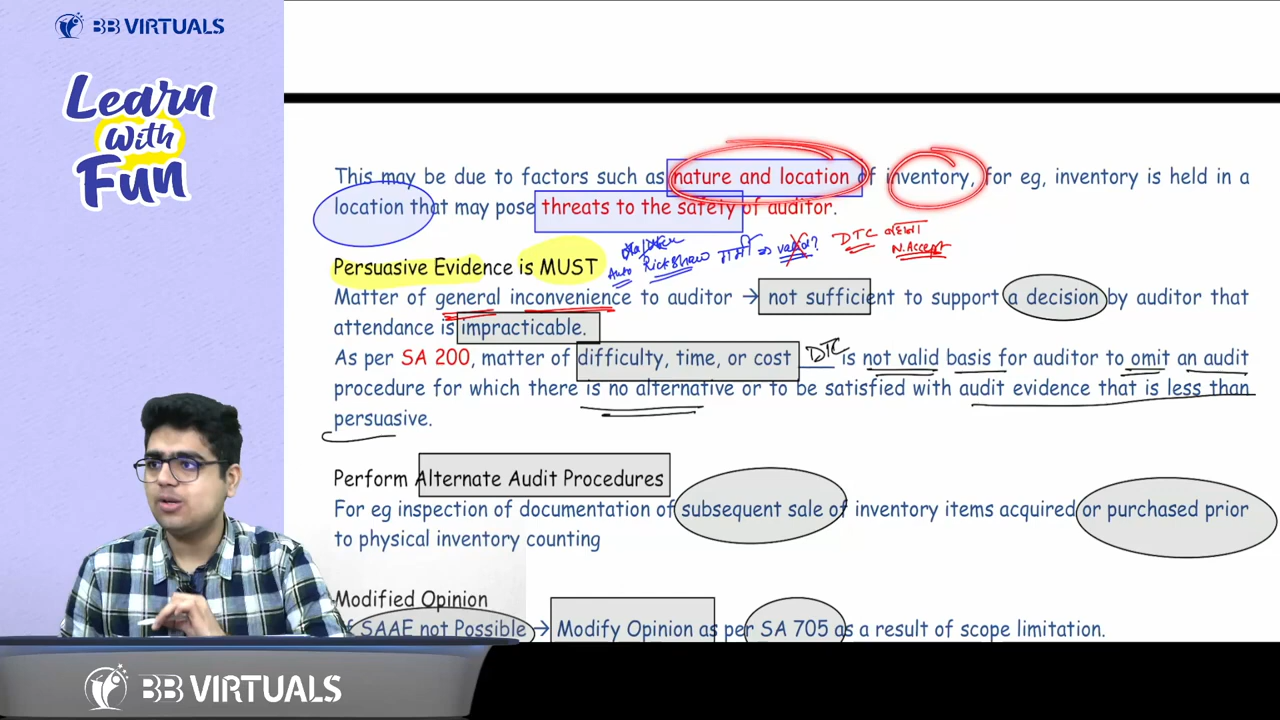 BB VIRTUALS
Learn
With
Fun
This may be due to factors such as nature and location of inventory, for eg, inventory is held in a
location that may pose threats to the safety of auditor.
Persuasive Evidence is MUST
Auto Rickshaw गर्मी is valid?
DTC
N.Accept
Matter of general inconvenience to auditor → not sufficient to support a decision by auditor that
attendance is impracticable.
As per SA 200, matter of difficulty, time, or cost DTC is not valid basis for auditor to omit an audit
procedure for which there is no alternative or to be satisfied with audit evidence that is less than
persuasive.
Perform Alternate Audit Procedures
For eg inspection of documentation of subsequent sale of inventory items acquired or purchased prior
to physical inventory counting
Modified Opinion
If SAAE not Possible → Modify Opinion as per SA 705 as a result of scope limitation.
BB VIRTUALS